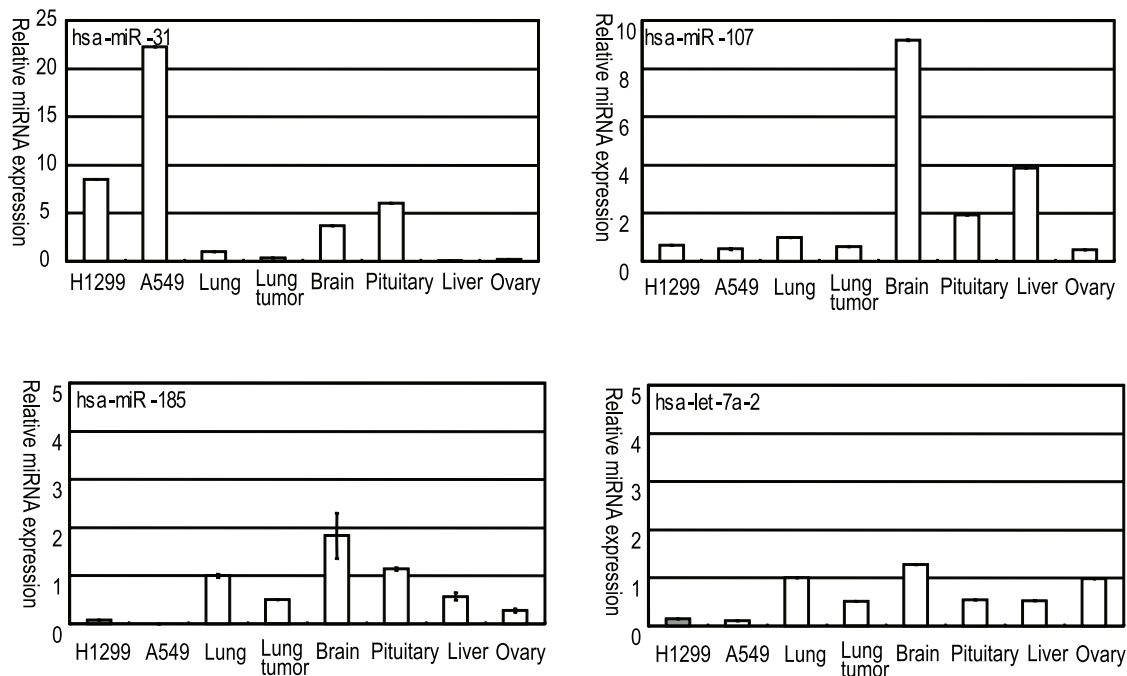 hsa-miR -31
Relative miRNA expression
25
20
15
10
5
0
H1299 A549 Lung Lung tumor Brain Pituitary Liver Ovary
hsa-miR -107
Relative miRNA expression
10
8
6
4
2
0
H1299 A549 Lung Lung tumor Brain Pituitary Liver Ovary
hsa-miR -185
Relative miRNA expression
5
4
3
2
1
0
H1299 A549 Lung Lung tumor Brain Pituitary Liver Ovary
hsa-let-7a-2
Relative miRNA expression
5
4
3
2
1
0
H1299 A549 Lung Lung tumor Brain Pituitary Liver Ovary